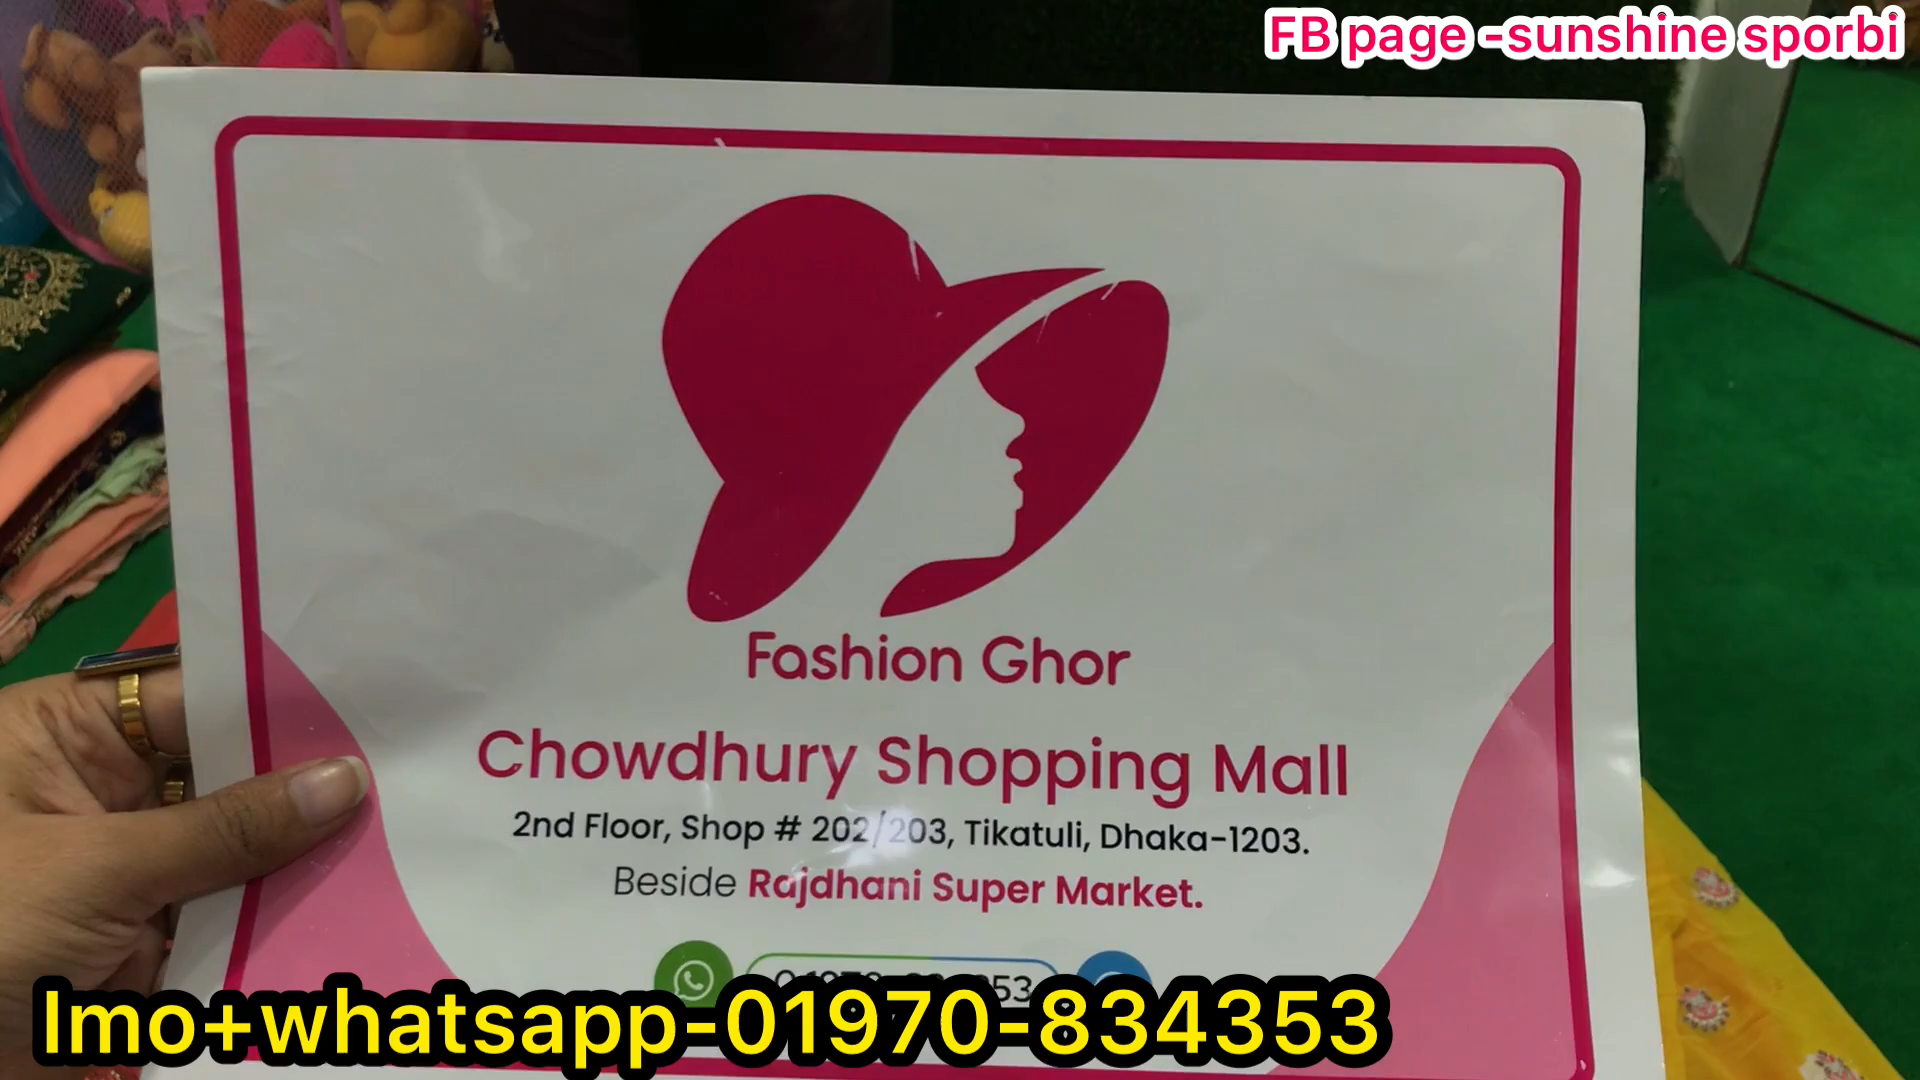 FB page -sunshine sporbi
Fashion Ghor
Chowdhury Shopping Mall
2nd Floor, Shop # 202/203, Tikatuli, Dhaka-1203.
Beside Rajdhani Super Market.
Imo+whatsapp-01970-834353